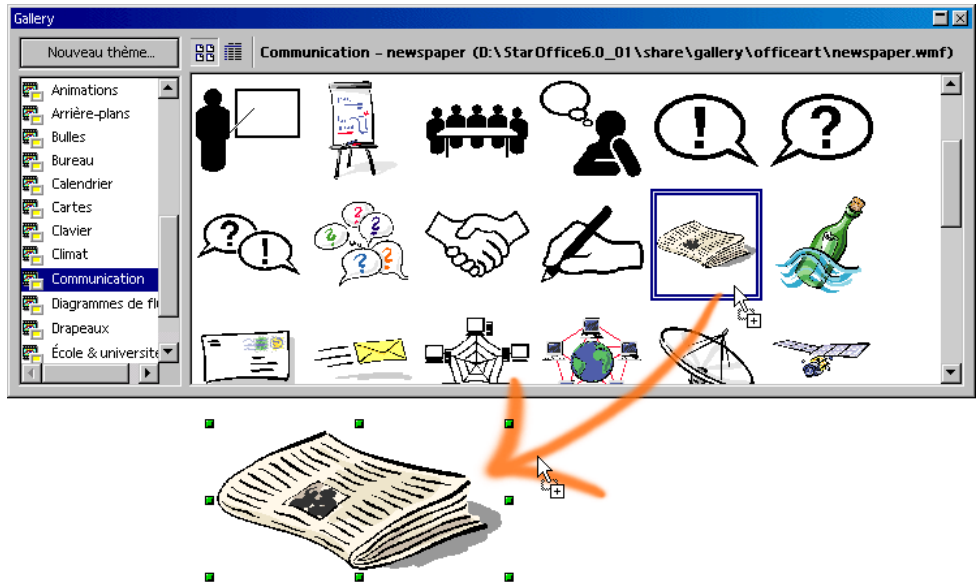 Gallery
Nouveau thème...
Communication – newspaper (D:\StarOffice6.0_01\share\gallery\officeart\newspaper.wmf)
Animations
Arrière-plans
Bulles
Bureau
Calendrier
Cartes
Clavier
Climat
Communication
Diagrammes de fl
Drapeaux
École & université
! ?
? !
? ? ? ? ?